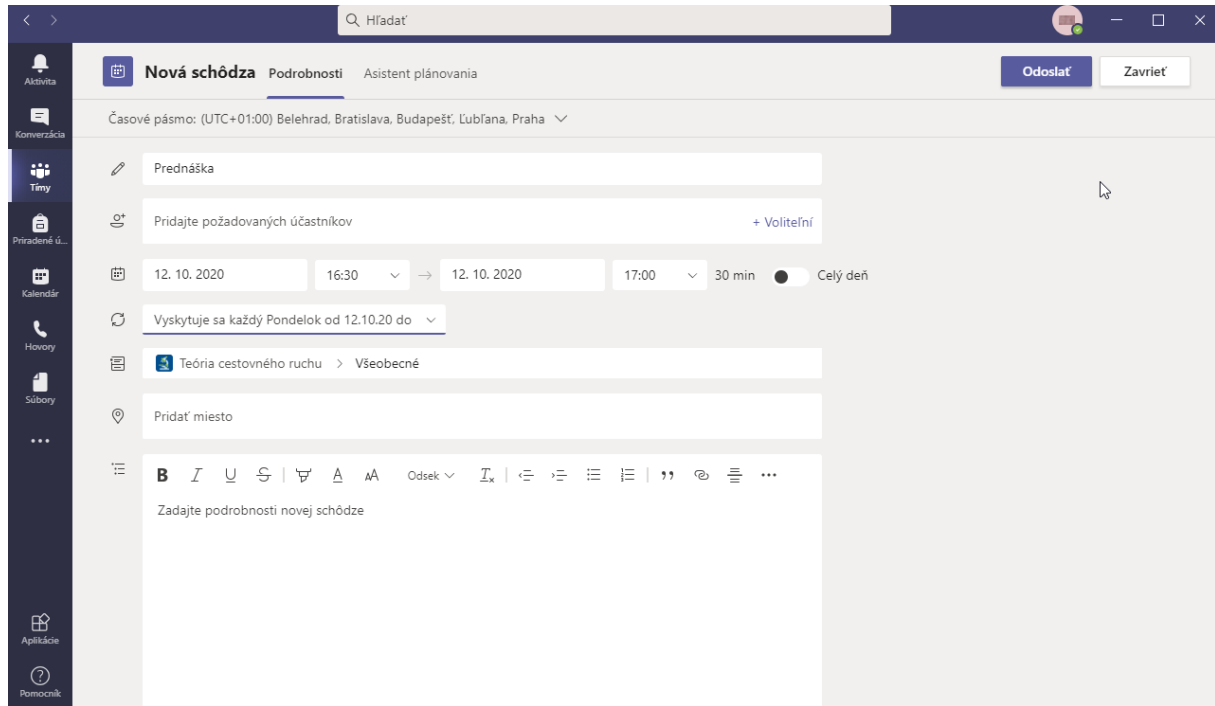 Hľadať
Aktivita
Konverzácia
Tímy
Priradené ú...
Kalendár
Hovory
Súbory
Aplikácie
Pomocník
Nová schôdza Podrobnosti Asistent plánovania Odoslať Zavrieť
Časové pásmo: (UTC+01:00) Belehrad, Bratislava, Budapešť, Ľubľana, Praha
Prednáška
Pridajte požadovaných účastníkov + Voliteľní
12. 10. 2020 16:30 → 12. 10. 2020 17:00 30 min Celý deň
Vyskytuje sa každý Pondelok od 12.10.20 do
Teória cestovného ruchu > Všeobecné
Pridať miesto
B I U S A AA Odsek Tx
Zadajte podrobnosti novej schôdze